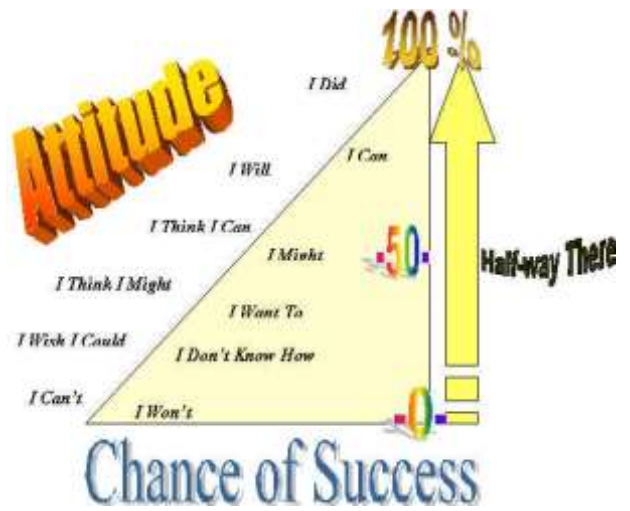 100 %
Attitude
I Did
I Can
I Will
I Think I Can
I Might
-50-
Half-way There
I Think I Might
I Want To
I Wish I Could
I Don't Know How
I Can't
I Won't
-0-
Chance of Success